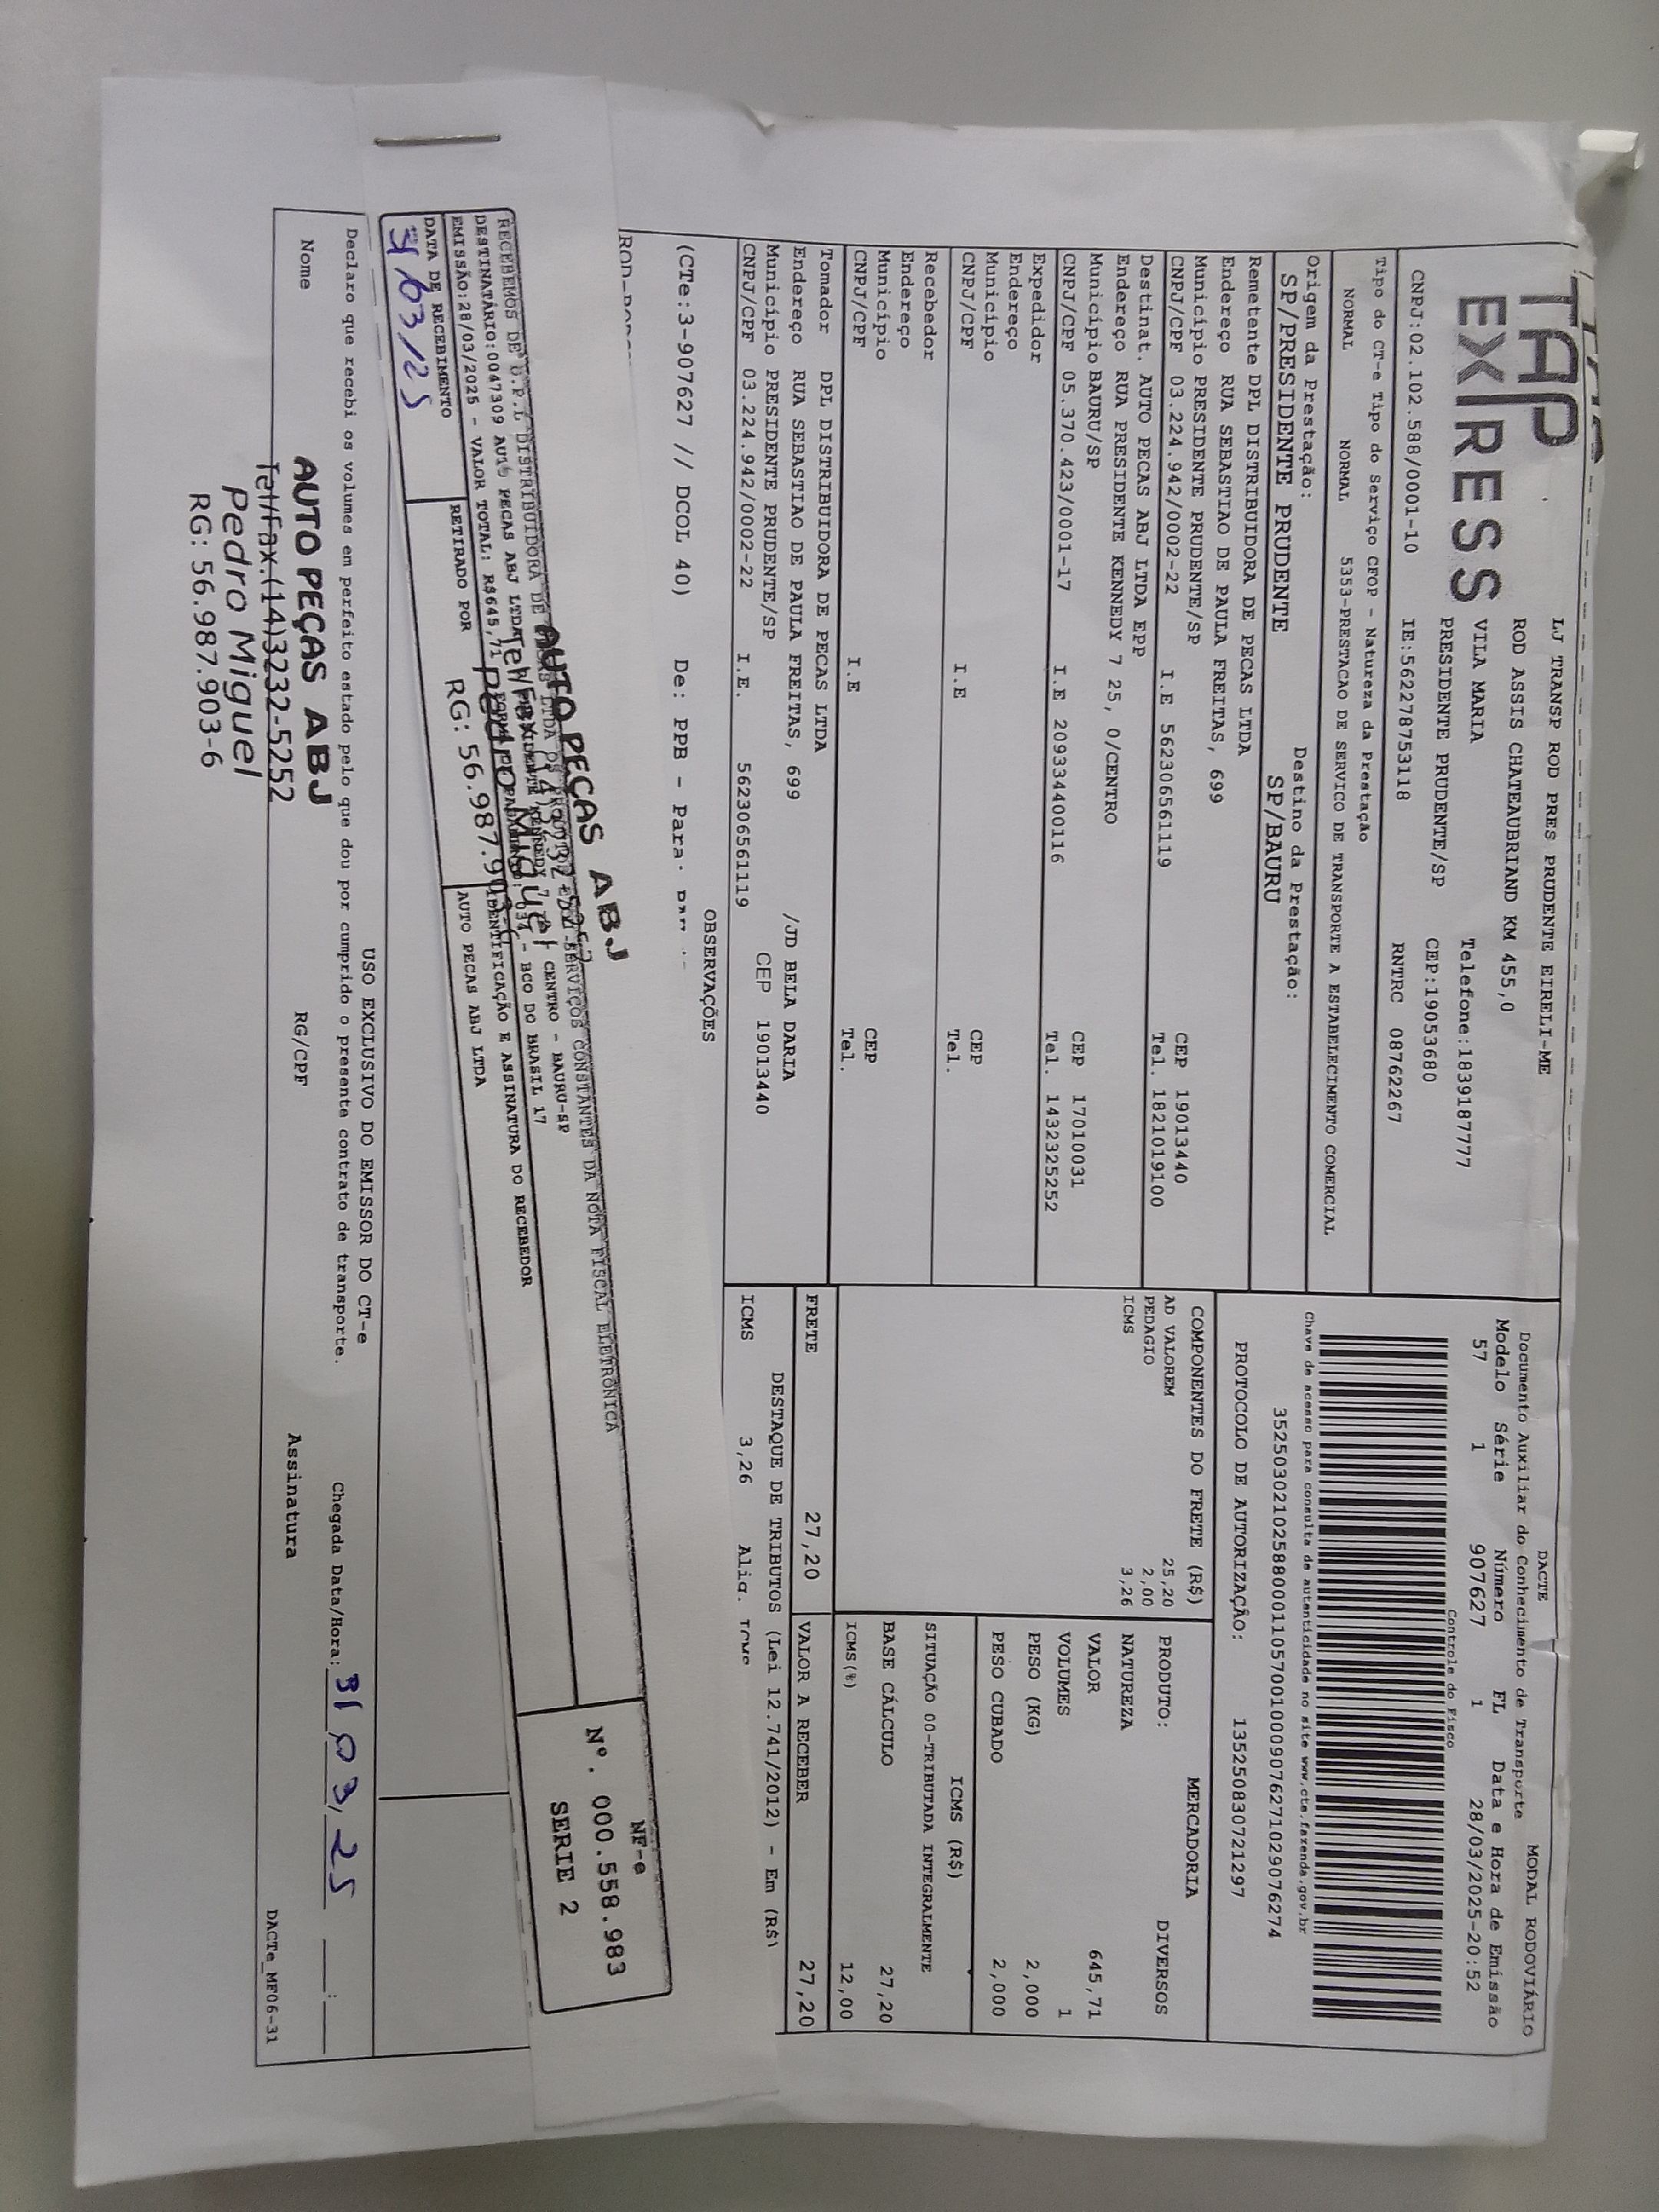 TAP
EXPRESS
LJ TRANSP ROD PRES PRUDENTE EIRELI-ME
ROD ASSIS CHATEAUBRIAND KM 455,0
VILA MARIA Telefone:1839187777
PRESIDENTE PRUDENTE/SP CEP:19053680
CNPJ:02.102.588/0001-10 IE:562278753118 RNTRC 08762267
Tipo do CT-e Tipo do Serviço CFOP - Natureza da Prestação
NORMAL NORMAL 5353-PRESTACAO DE SERVICO DE TRANSPORTE A ESTABELECIMENTO COMERCIAL
Origem da Prestação: Destino da Prestação:
SP/PRESIDENTE PRUDENTE SP/BAURU
Remetente DPL DISTRIBUIDORA DE PECAS LTDA
Endereço RUA SEBASTIAO DE PAULA FREITAS, 699
Município PRESIDENTE PRUDENTE/SP CEP 19013440
CNPJ/CPF 03.224.942/0002-22 I.E 562306561119 Tel. 1821019100
Destinat. AUTO PECAS ABJ LTDA EPP
Endereço RUA PRESIDENTE KENNEDY 7 25, 0/CENTRO
Município BAURU/SP CEP 17010031
CNPJ/CPF 05.370.423/0001-17 I.E 209334400116 Tel. 1432325252
Expedidor
Endereço
Município CEP
CNPJ/CPF I.E Tel.
Recebedor
Endereço
Município CEP
CNPJ/CPF I.E Tel.
Tomador DPL DISTRIBUIDORA DE PECAS LTDA
Endereço RUA SEBASTIAO DE PAULA FREITAS, 699 /JD BELA DARIA
Município PRESIDENTE PRUDENTE/SP CEP 19013440
CNPJ/CPF 03.224.942/0002-22 I.E. 562306561119
DACTE MODAL RODOVIÁRIO
Documento Auxiliar do Conhecimento de Transporte
Modelo Série Número FL Data e Hora de Emissão
57 1 907627 1 28/03/2025-20:52
Controle do Fisco
Chave de acesso para consulta de autenticidade no site www.cte.fazenda.gov.br
35250302102588000110570010009076271029076274
PROTOCOLO DE AUTORIZAÇÃO: 135250830721297
COMPONENTES DO FRETE (R$)
AD VALOREM 25,20
PEDAGIO 2,00
ICMS 3,26
MERCADORIA
PRODUTO: DIVERSOS
NATUREZA
VALOR 645,71
VOLUMES 1
PESO (KG) 2,000
PESO CUBADO 2,000
ICMS (R$)
SITUAÇÃO 00-TRIBUTADA INTEGRALMENTE
BASE CÁLCULO 27,20
ICMS(%) 12,00
FRETE 27,20 VALOR A RECEBER 27,20
DESTAQUE DE TRIBUTOS (Lei 12.741/2012) - Em (R$)
ICMS 3,26 Aliq.
OBSERVAÇÕES
(CTe:3-907627 // DCOL 40) De: PPB - Para:
RECEBEMOS DE D.P.L DISTRIBUIDORA DE PECAS LTDA OS PRODUTOS E/OU SERVIÇOS CONSTANTES DA NOTA FISCAL ELETRÔNICA
DESTINATÁRIO:0047309 AUTO PECAS ABJ LTDA CENTRO - BAURU-SP
EMISSÃO:28/03/2025 - VALOR TOTAL: R$645,71 BCO DO BRASIL 17
DATA DE RECEBIMENTO RETIRADO POR IDENTIFICAÇÃO E ASSINATURA DO RECEBEDOR
31/03/25 AUTO PECAS ABJ LTDA
NF-e
Nº. 000.558.983
SERIE 2
AUTO PEÇAS ABJ
Tel/Fax.(14)3232-5252
Pedro Miguel
RG: 56.987.903-6
USO EXCLUSIVO DO EMISSOR DO CT-e
Declaro que recebi os volumes em perfeito estado pelo que dou por cumprido o presente contrato de transporte. Chegada Data/Hora: 31/03/25
Nome RG/CPF Assinatura
AUTO PEÇAS ABJ
Tel/Fax.(14)3232-5252
Pedro Miguel
RG: 56.987.903-6
DACTe_MF06-31